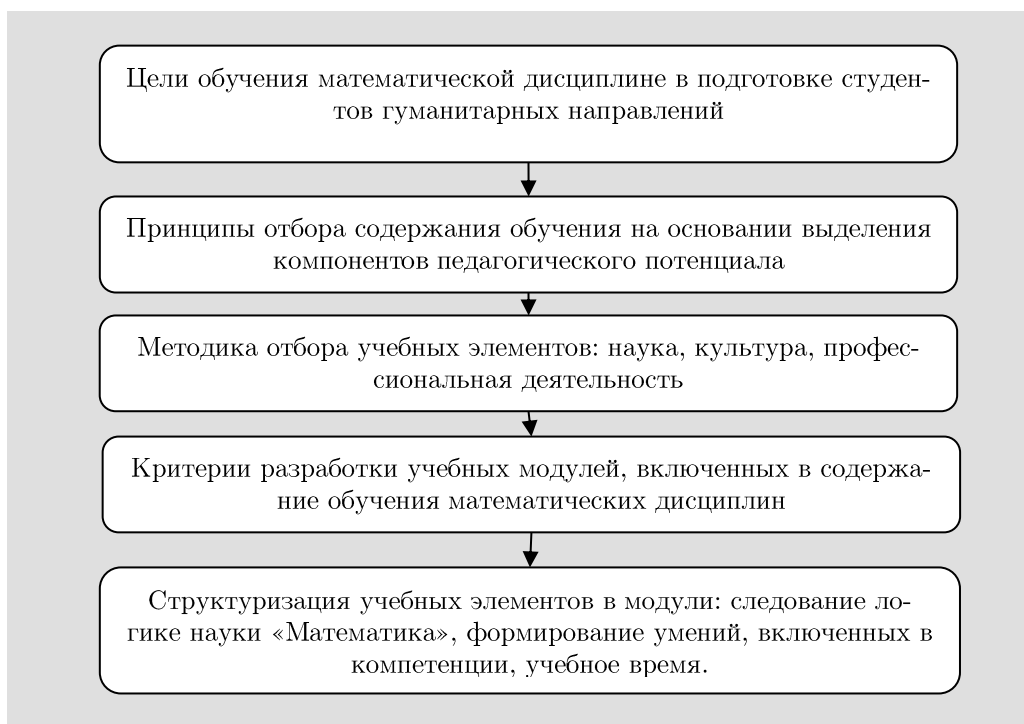 Цели обучения математической дисциплине в подготовке студен-
тов гуманитарных направлений
Принципы отбора содержания обучения на основании выделения
компонентов педагогического потенциала
Методика отбора учебных элементов: наука, культура, профес-
сиональная деятельность
Критерии разработки учебных модулей, включенных в содержа-
ние обучения математических дисциплин
Структуризация учебных элементов в модули: следование ло-
гике науки «Математика», формирование умений, включенных в
компетенции, учебное время.